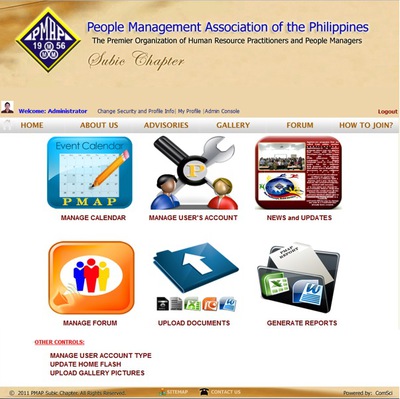 PMAP
19 56
People Management Association of the Philippines
The Premier Organization of Human Resource Practitioners and People Managers
Subic Chapter
Welcome: Administrator
Change Security and Profile Info | My Profile | Admin Console
Logout
HOME
ABOUT US
ADVISORIES
GALLERY
FORUM
HOW TO JOIN?
Event Calendar
PMAP
P
MANAGE CALENDAR
MANAGE USER'S ACCOUNT
NEWS and UPDATES
PMAP
REPORT
MANAGE FORUM
UPLOAD DOCUMENTS
GENERATE REPORTS
OTHER CONTROLS:
MANAGE USER ACCOUNT TYPE
UPDATE HOME FLASH
UPLOAD GALLERY PICTURES
© 2011 PMAP Subic Chapter. All Rights Reserved.
SITEMAP
CONTACT US
Powered by: ComSci